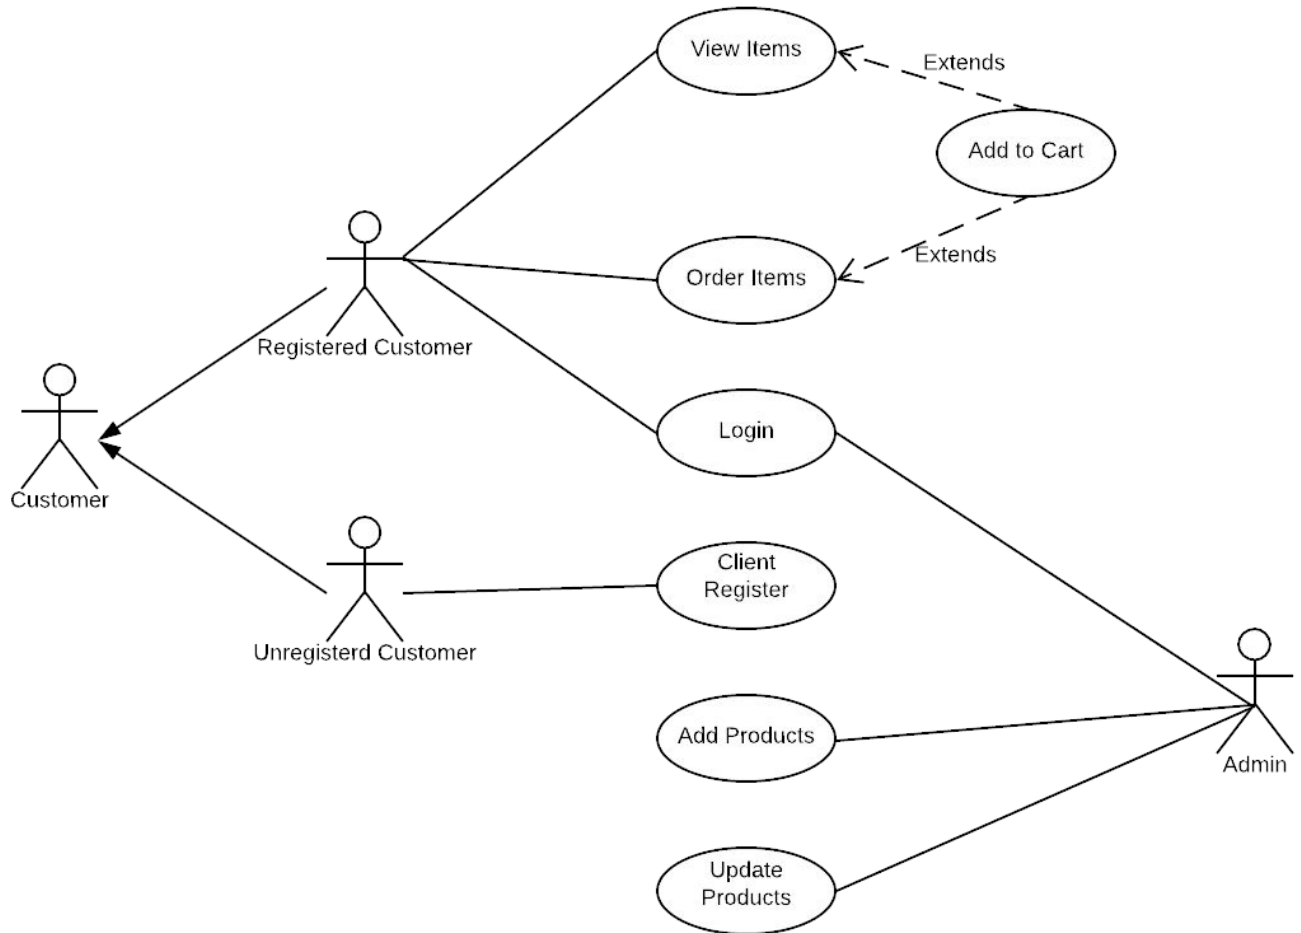 View Items
Extends
Add to Cart
Extends
Order Items
Registered Customer
Login
Customer
Client
Register
Unregisterd Customer
Add Products
Admin
Update
Products